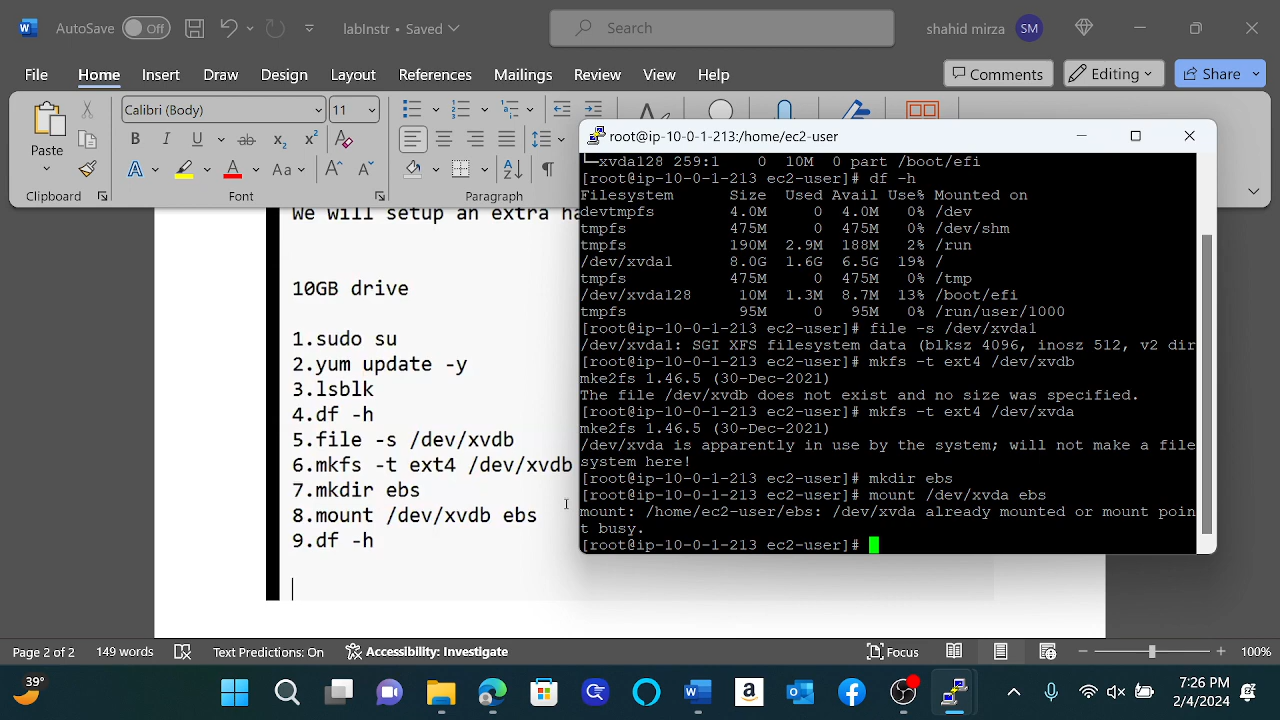 AutoSave Off labInstr • Saved Search shahid mirza SM
File Home Insert Draw Design Layout References Mailings Review View Help Comments Editing Share
Paste Calibri (Body) 11
B I U ab x₂ x²
A A Aa A A
Clipboard Font Paragraph
We will setup an extra ha
10GB drive
1.sudo su
2.yum update -y
3.lsblk
4.df -h
5.file -s /dev/xvdb
6.mkfs -t ext4 /dev/xvdb
7.mkdir ebs
8.mount /dev/xvdb ebs
9.df -h
root@ip-10-0-1-213:/home/ec2-user
└─xvda128 259:1    0   10M  0 part /boot/efi
[root@ip-10-0-1-213 ec2-user]# df -h
Filesystem      Size  Used Avail Use% Mounted on
devtmpfs        4.0M     0  4.0M   0% /dev
tmpfs           475M     0  475M   0% /dev/shm
tmpfs           190M  2.9M  188M   2% /run
/dev/xvda1      8.0G  1.6G  6.5G  19% /
tmpfs           475M     0  475M   0% /tmp
/dev/xvda128     10M  1.3M  8.7M  13% /boot/efi
tmpfs            95M     0   95M   0% /run/user/1000
[root@ip-10-0-1-213 ec2-user]# file -s /dev/xvda1
/dev/xvda1: SGI XFS filesystem data (blksz 4096, inosz 512, v2 dir
[root@ip-10-0-1-213 ec2-user]# mkfs -t ext4 /dev/xvdb
mke2fs 1.46.5 (30-Dec-2021)
The file /dev/xvdb does not exist and no size was specified.
[root@ip-10-0-1-213 ec2-user]# mkfs -t ext4 /dev/xvda
mke2fs 1.46.5 (30-Dec-2021)
/dev/xvda is apparently in use by the system; will not make a file
system here!
[root@ip-10-0-1-213 ec2-user]# mkdir ebs
[root@ip-10-0-1-213 ec2-user]# mount /dev/xvda ebs
mount: /home/ec2-user/ebs: /dev/xvda already mounted or mount poin
t busy.
[root@ip-10-0-1-213 ec2-user]#
Page 2 of 2 149 words Text Predictions: On Accessibility: Investigate Focus 100%
39° 7:26 PM
2/4/2024